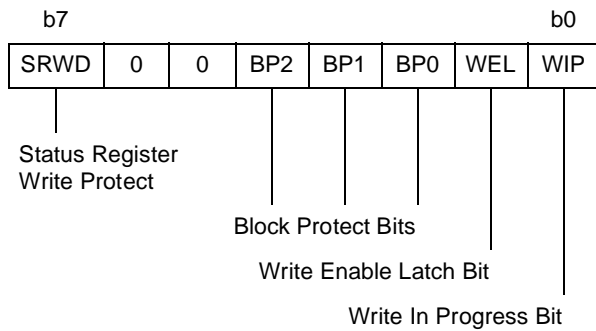 b7 b0
SRWD 0 0 BP2 BP1 BP0 WEL WIP
Status Register
Write Protect
Block Protect Bits
Write Enable Latch Bit
Write In Progress Bit